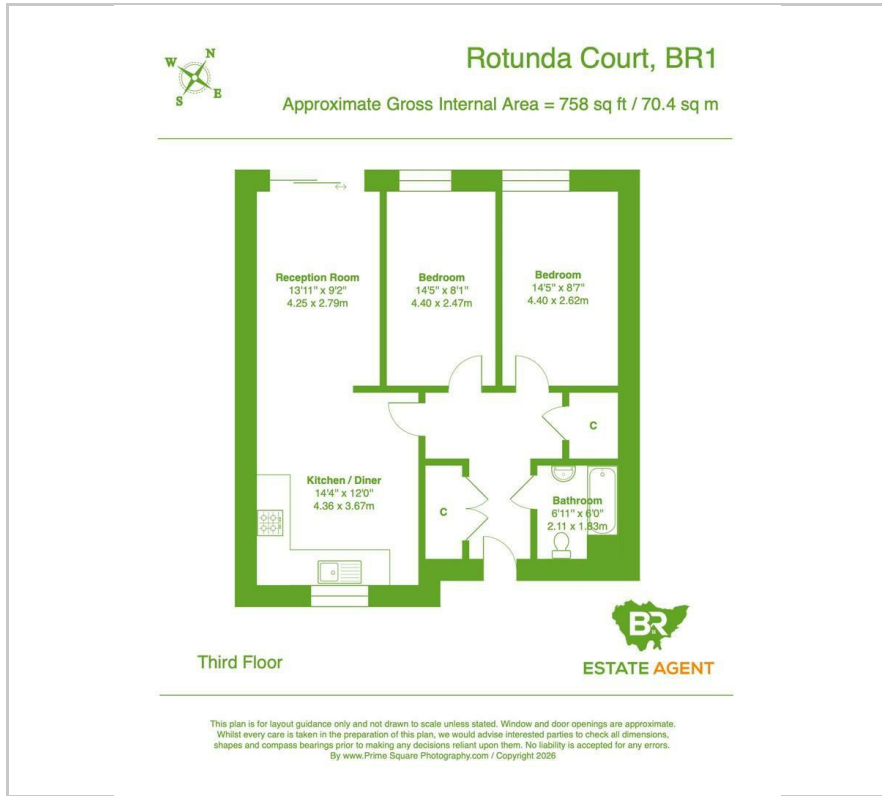 N
W
E
S
Rotunda Court, BR1
Approximate Gross Internal Area = 758 sq ft / 70.4 sq m
Reception Room
13'11" x 9'2"
4.25 x 2.79m
Bedroom
14'5" x 8'1"
4.40 x 2.47m
Bedroom
14'5" x 8'7"
4.40 x 2.62m
C
Kitchen / Diner
14'4" x 12'0"
4.36 x 3.67m
C
Bathroom
6'11" x 6'0"
2.11 x 1.83m
Third Floor
B&R
ESTATE AGENT
This plan is for layout guidance only and not drawn to scale unless stated. Window and door openings are approximate.
Whilst every care is taken in the preparation of this plan, we would advise interested parties to check all dimensions,
shapes and compass bearings prior to making any decisions reliant upon them. No liability is accepted for any errors.
By www.Prime Square Photography.com / Copyright 2026